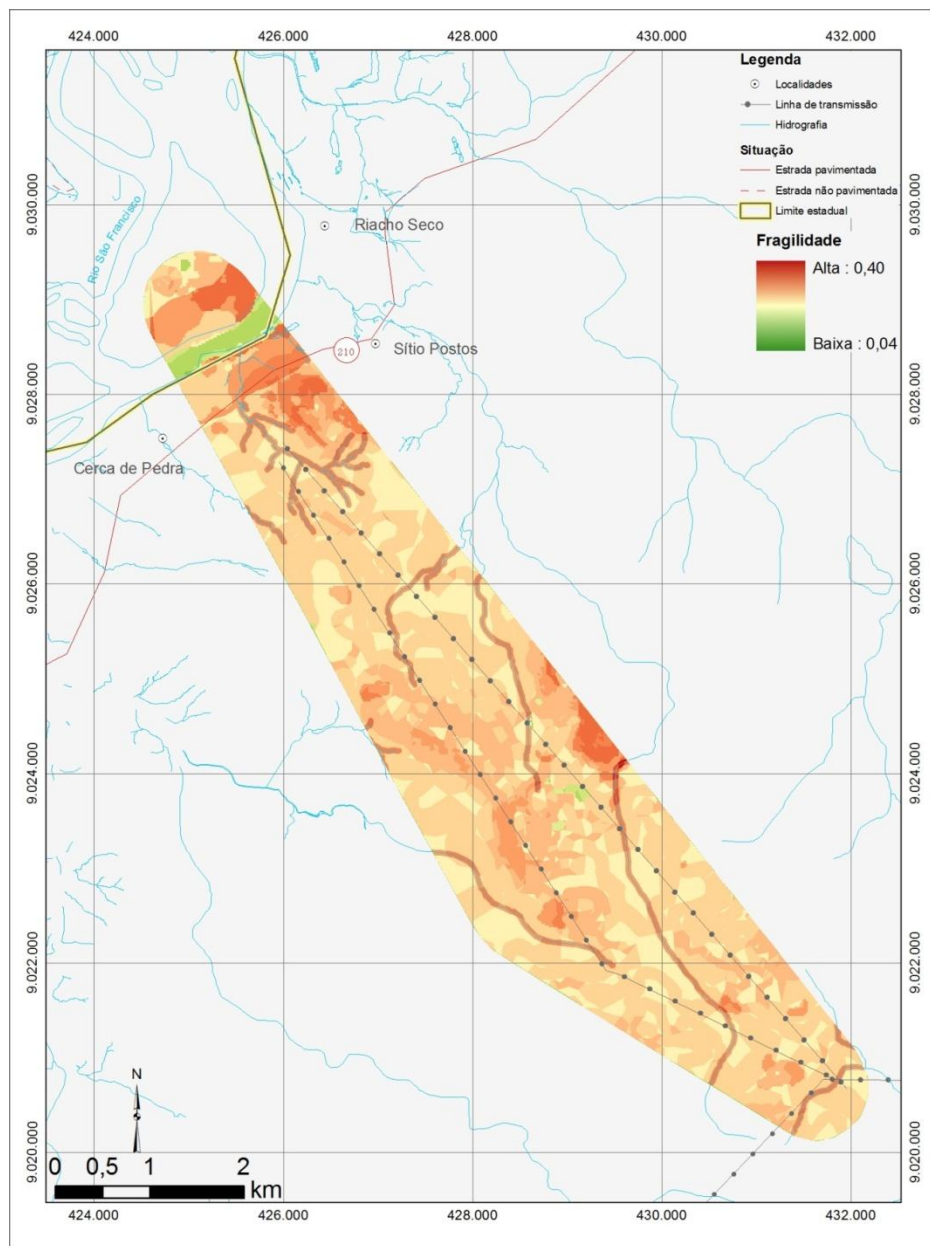 424.000 426.000 428.000 430.000 432.000
Legenda
Localidades
Linha de transmissão
Hidrografia
Situação
Estrada pavimentada
Estrada não pavimentada
Limite estadual
Fragilidade
Alta : 0,40
Baixa : 0,04
9.030.000
9.030.000
Riacho Seco
Rio São Francisco
Sítio Postos
210
9.028.000
9.028.000
Cerca de Pedra
9.026.000
9.026.000
9.024.000
9.024.000
9.022.000
9.022.000
N
9.020.000
9.020.000
0 0,5 1 2
km
424.000 426.000 428.000 430.000 432.000